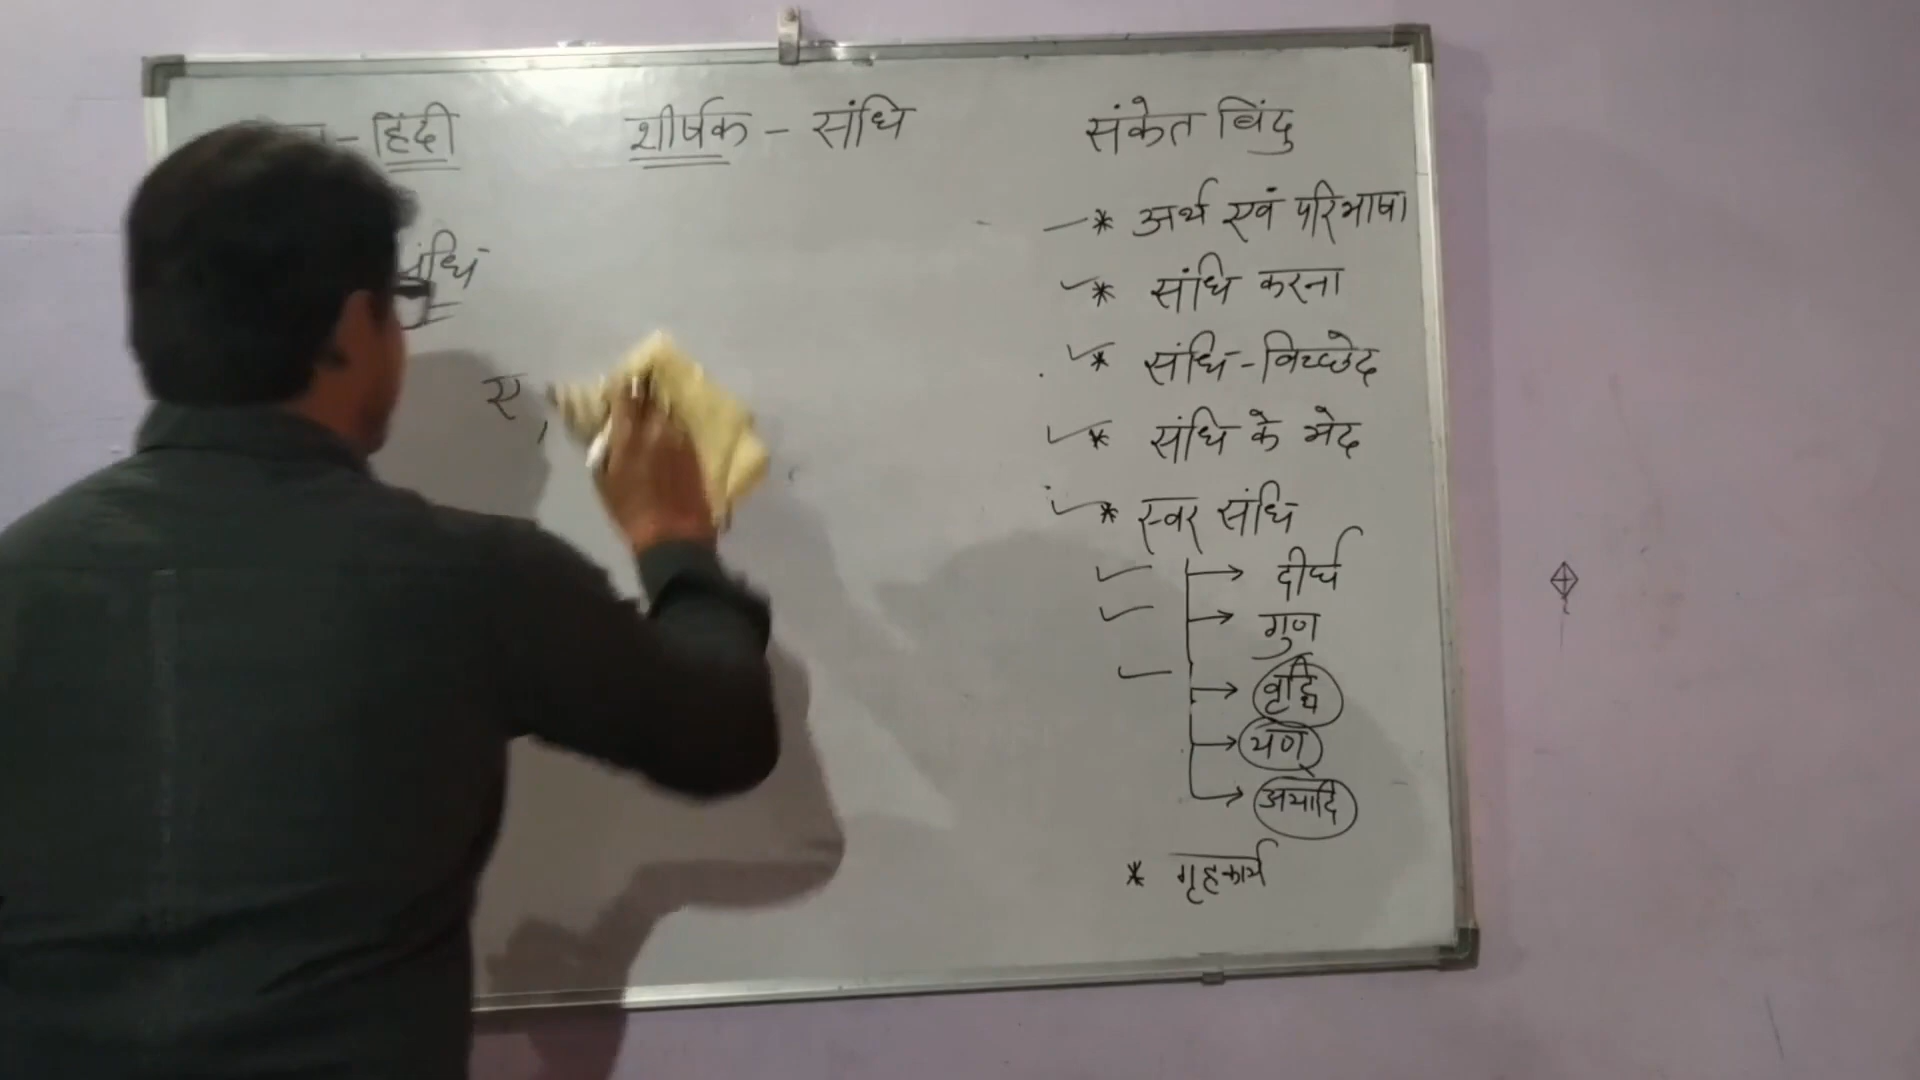 – हिंदी
शीर्षक – संधि
ए,
संकेत बिंदु
* अर्थ एवं परिभाषा
* संधि करना
* संधि-विच्छेद
* संधि के भेद
* स्वर संधि
→ दीर्घ
→ गुण
→ वृद्धि
→ यण
→ अयादि
* गृहकार्य